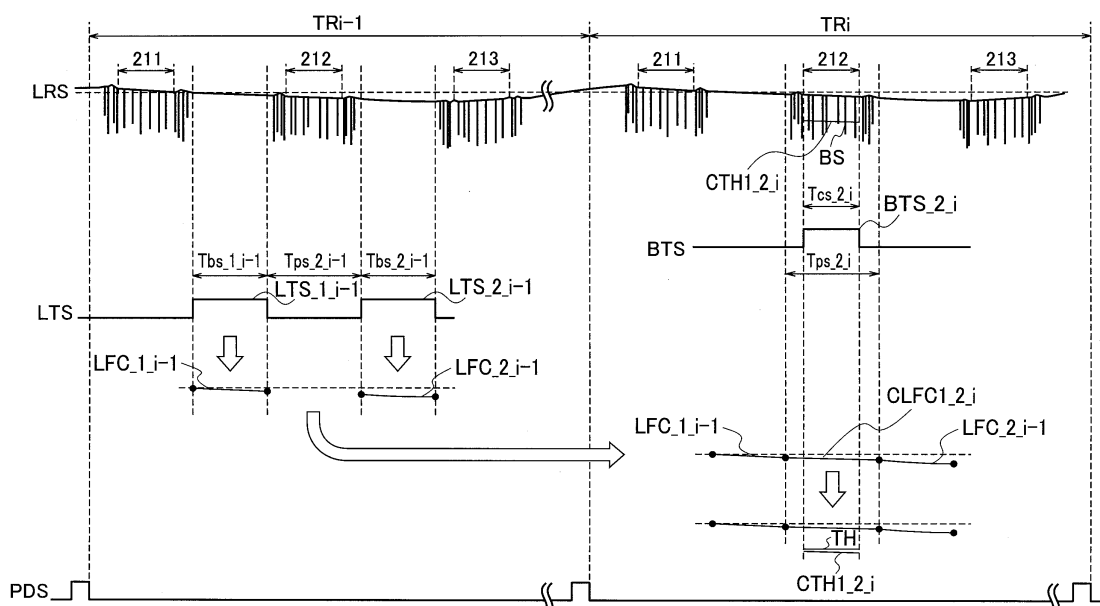 TRi−1 TRi
211 212 213 211 212 213
LRS
BS
CTH1_2_i
Tcs_2_i
BTS_2_i
BTS
Tbs_1_i−1 Tps_2_i−1 Tbs_2_i−1 Tps_2_i
LTS_1_i−1 LTS_2_i−1
LTS
LFC_1_i−1 LFC_2_i−1
CLFC1_2_i
LFC_1_i−1 LFC_2_i−1
TH
CTH1_2_i
PDS